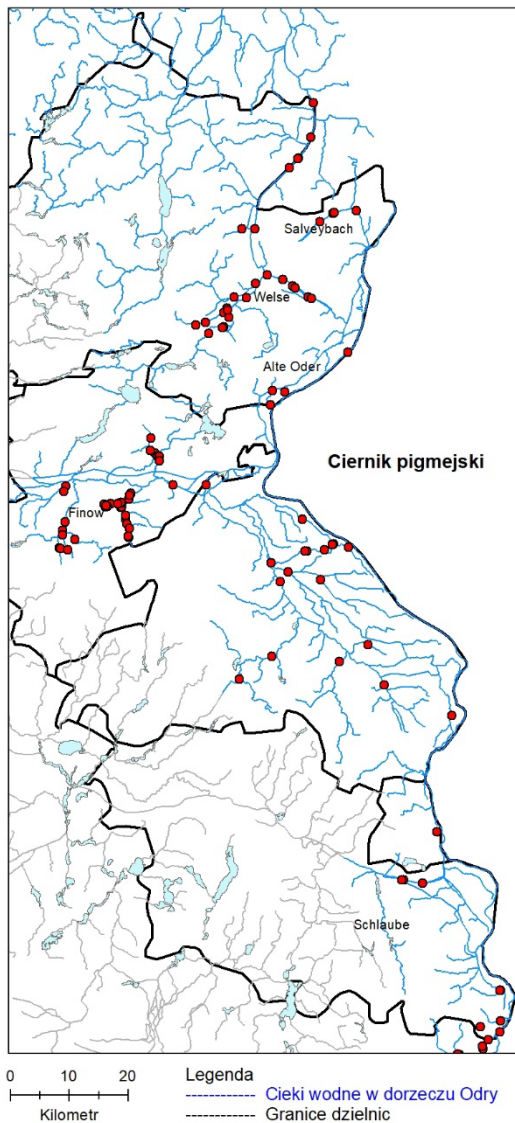 Salveybach
Welse
Alte Oder
Ciernik pigmejski
Finow
Schlaube
0 10 20
Kilometr
Legenda
Cieki wodne w dorzeczu Odry
Granice dzielnic